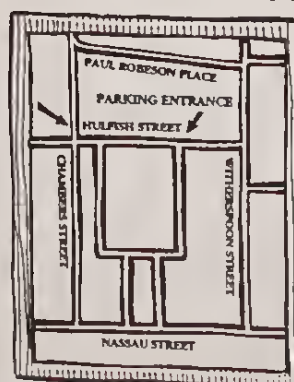 PAUL ROBESON PLACE
PARKING ENTRANCE
HULFISH STREET
CHAMBERS STREET
WITHERSPOON STREET
NASSAU STREET